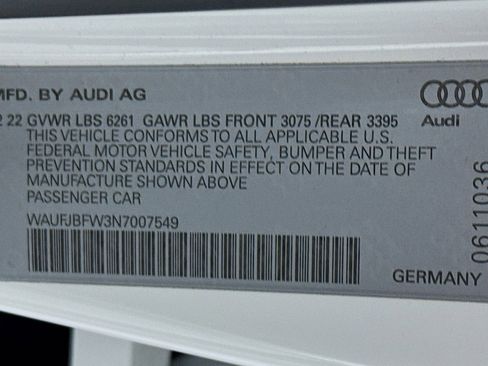 MFD. BY AUDI AG
2 22 GVWR LBS 6261 GAWR LBS FRONT 3075 /REAR 3395
THIS VEHICLE CONFORMS TO ALL APPLICABLE U.S.
FEDERAL MOTOR VEHICLE SAFETY, BUMPER AND THEFT
PREVENTION STANDARDS IN EFFECT ON THE DATE OF
MANUFACTURE SHOWN ABOVE
PASSENGER CAR
WAUFJBFW3N7007549
Audi
0611036
GERMANY